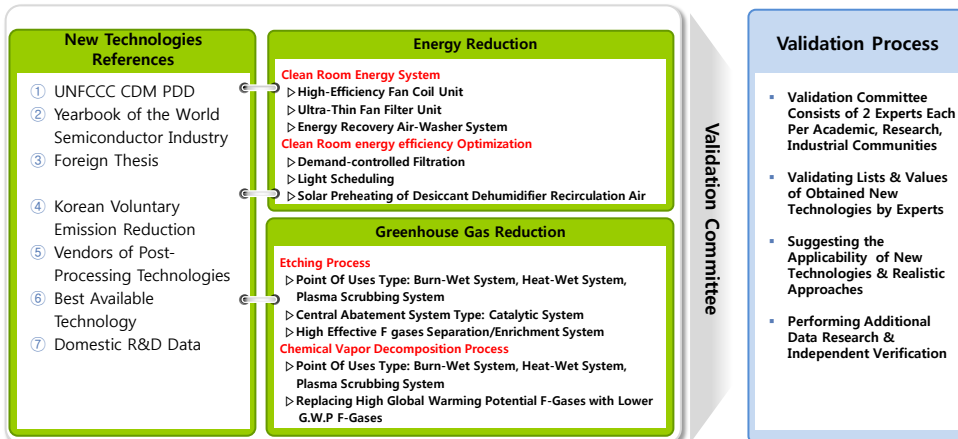 New Technologies
References
① UNFCCC CDM PDD
② Yearbook of the World
Semiconductor Industry
③ Foreign Thesis
④ Korean Voluntary
Emission Reduction
⑤ Vendors of Post-
Processing Technologies
⑥ Best Available
Technology
⑦ Domestic R&D Data
Energy Reduction
Clean Room Energy System
▷High-Efficiency Fan Coil Unit
▷Ultra-Thin Fan Filter Unit
▷Energy Recovery Air-Washer System
Clean Room energy efficiency Optimization
▷Demand-controlled Filtration
▷Light Scheduling
▷Solar Preheating of Desiccant Dehumidifier Recirculation Air
Greenhouse Gas Reduction
Etching Process
▷Point Of Uses Type: Burn-Wet System, Heat-Wet System,
Plasma Scrubbing System
▷Central Abatement System Type: Catalytic System
▷High Effective F gases Separation/Enrichment System
Chemical Vapor Decomposition Process
▷Point Of Uses Type: Burn-Wet System, Heat-Wet System,
Plasma Scrubbing System
▷Replacing High Global Warming Potential F-Gases with Lower
G.W.P F-Gases
Validation Committee
Validation Process
▪ Validation Committee
Consists of 2 Experts Each
Per Academic, Research,
Industrial Communities
▪ Validating Lists & Values
of Obtained New
Technologies by Experts
▪ Suggesting the
Applicability of New
Technologies & Realistic
Approaches
▪ Performing Additional
Data Research &
Independent Verification